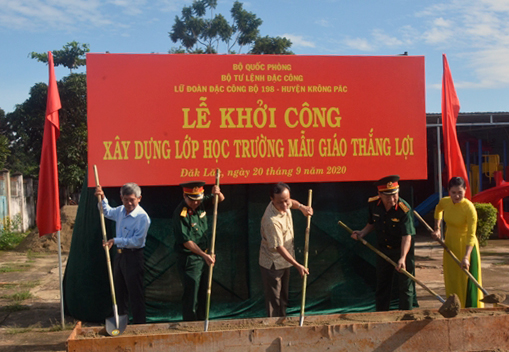 BỘ QUỐC PHÒNG
BỘ TƯ LỆNH ĐẶC CÔNG
LỮ ĐOÀN ĐẶC CÔNG BỘ 198 - HUYỆN KRÔNG PẮC
LỄ KHỞI CÔNG
XÂY DỰNG LỚP HỌC TRƯỜNG MẪU GIÁO THẮNG LỢI
Đăk Lăk, ngày 20 tháng 9 năm 2020